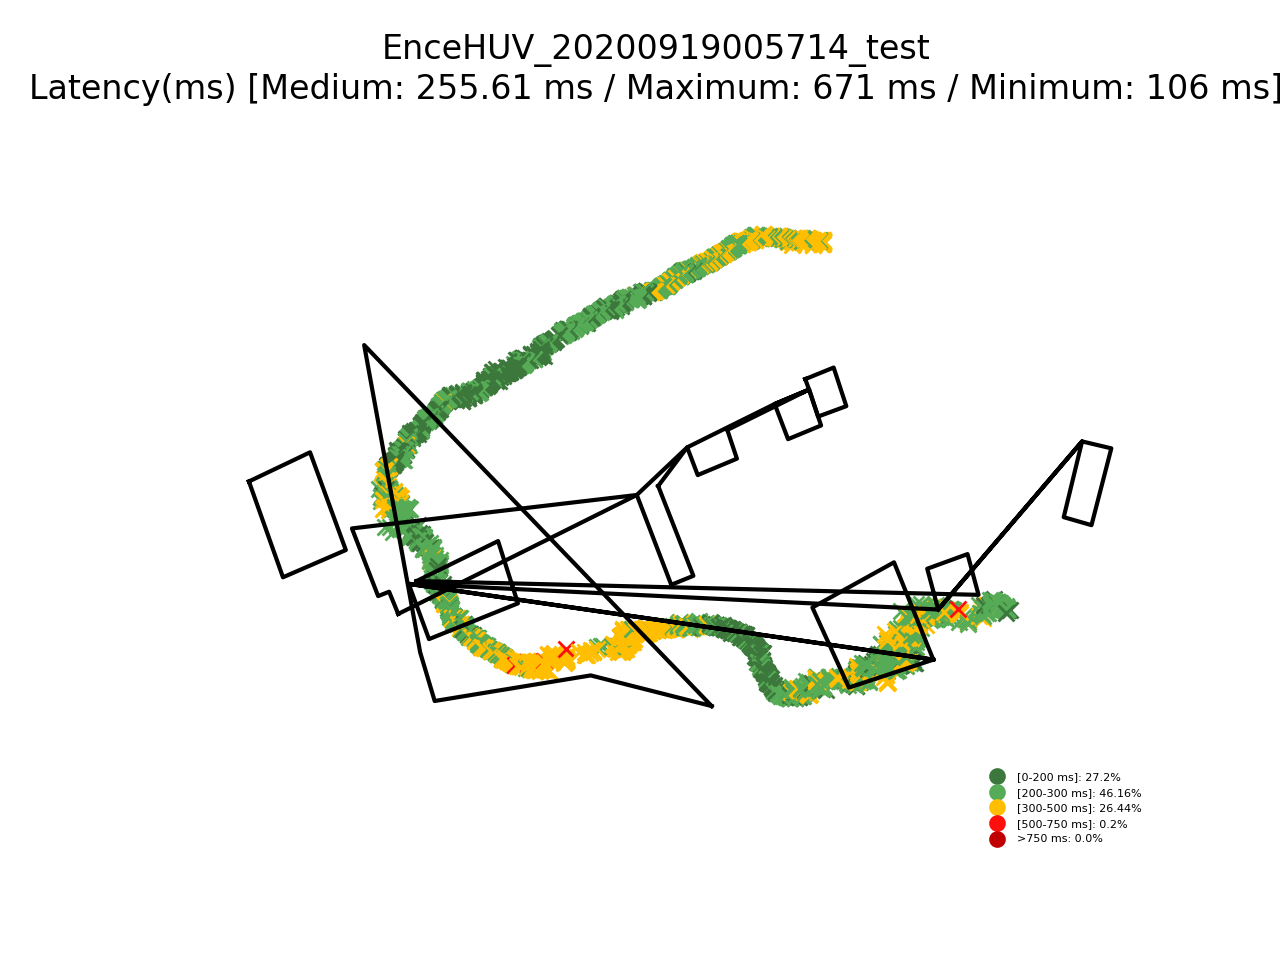 EnceHUV_20200919005714_test
Latency(ms) [Medium: 255.61 ms / Maximum: 671 ms / Minimum: 106 ms]
[0-200 ms]: 27.2%
[200-300 ms]: 46.16%
[300-500 ms]: 26.44%
[500-750 ms]: 0.2%
>750 ms: 0.0%